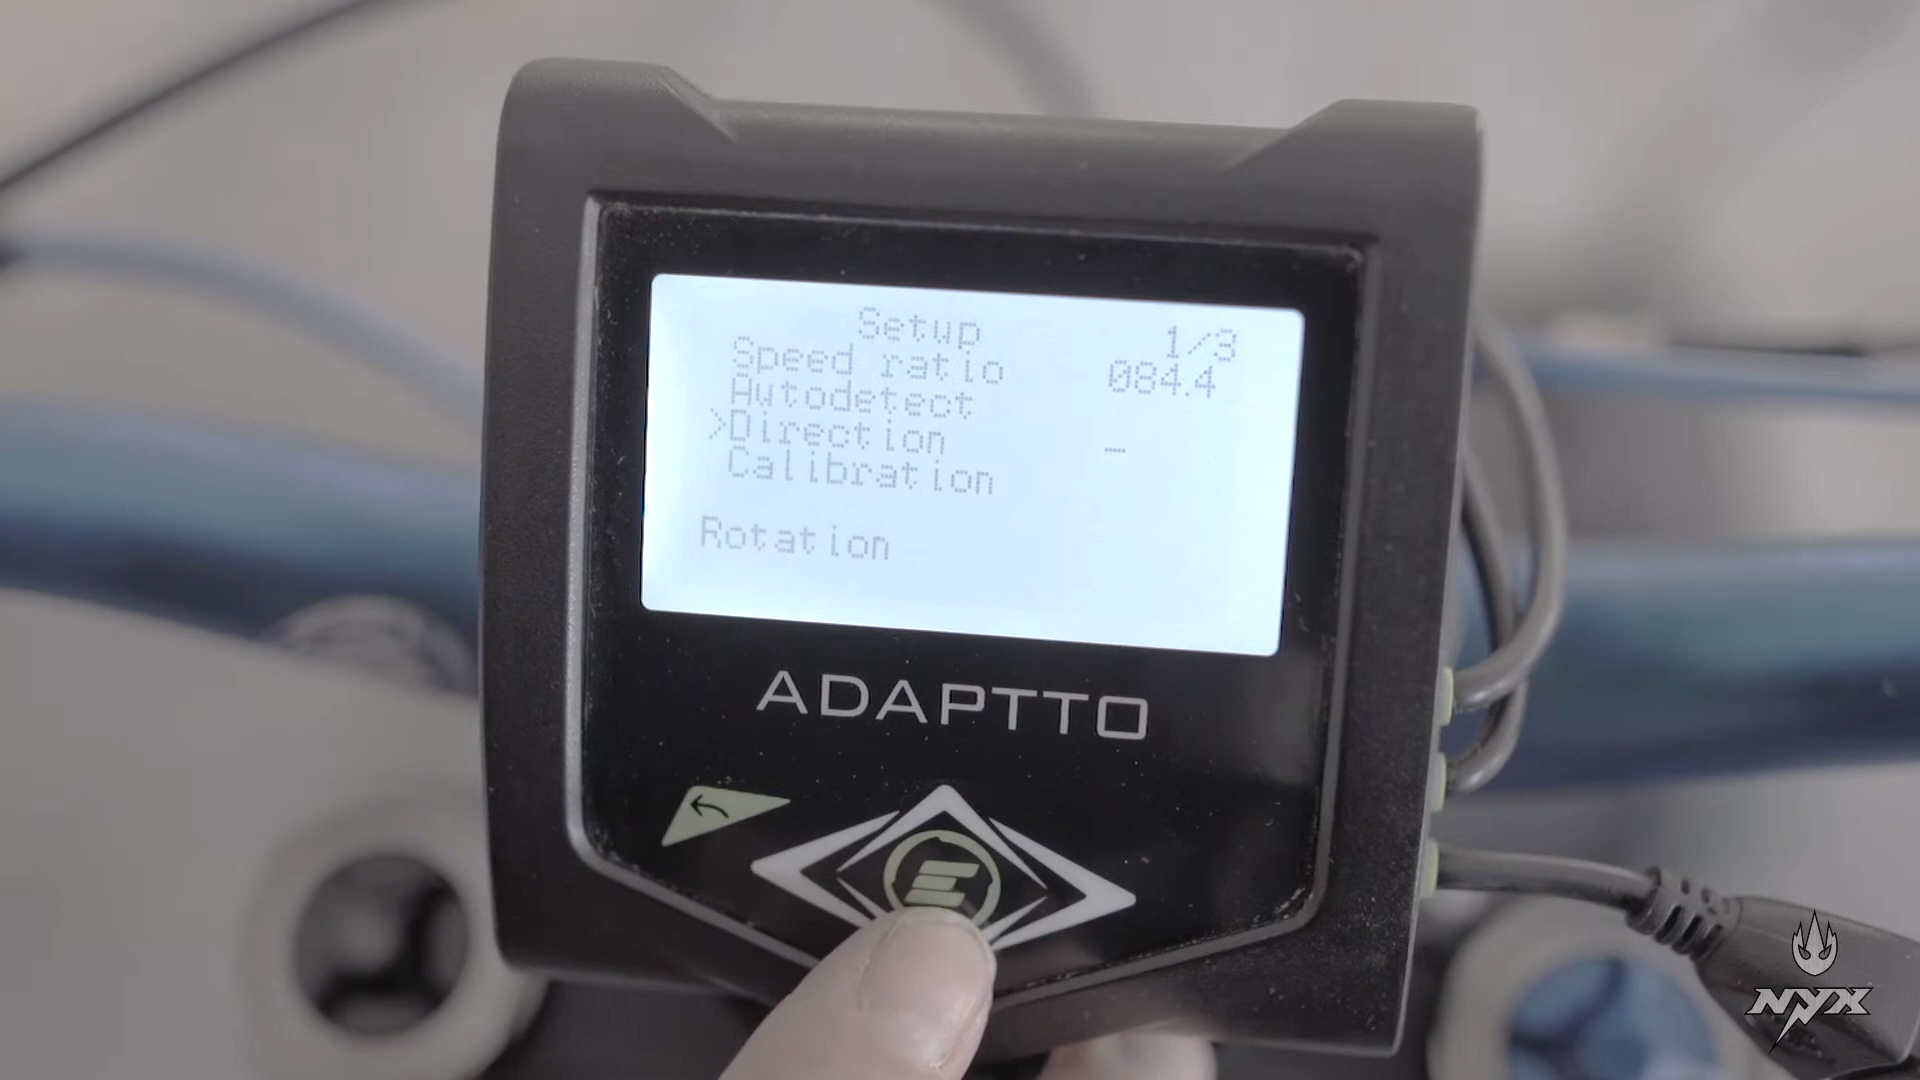 Setup 1/3
Speed ratio 084.4
Autodetect
>Direction –
Calibration
Rotation
ADAPTTO
E
NYX